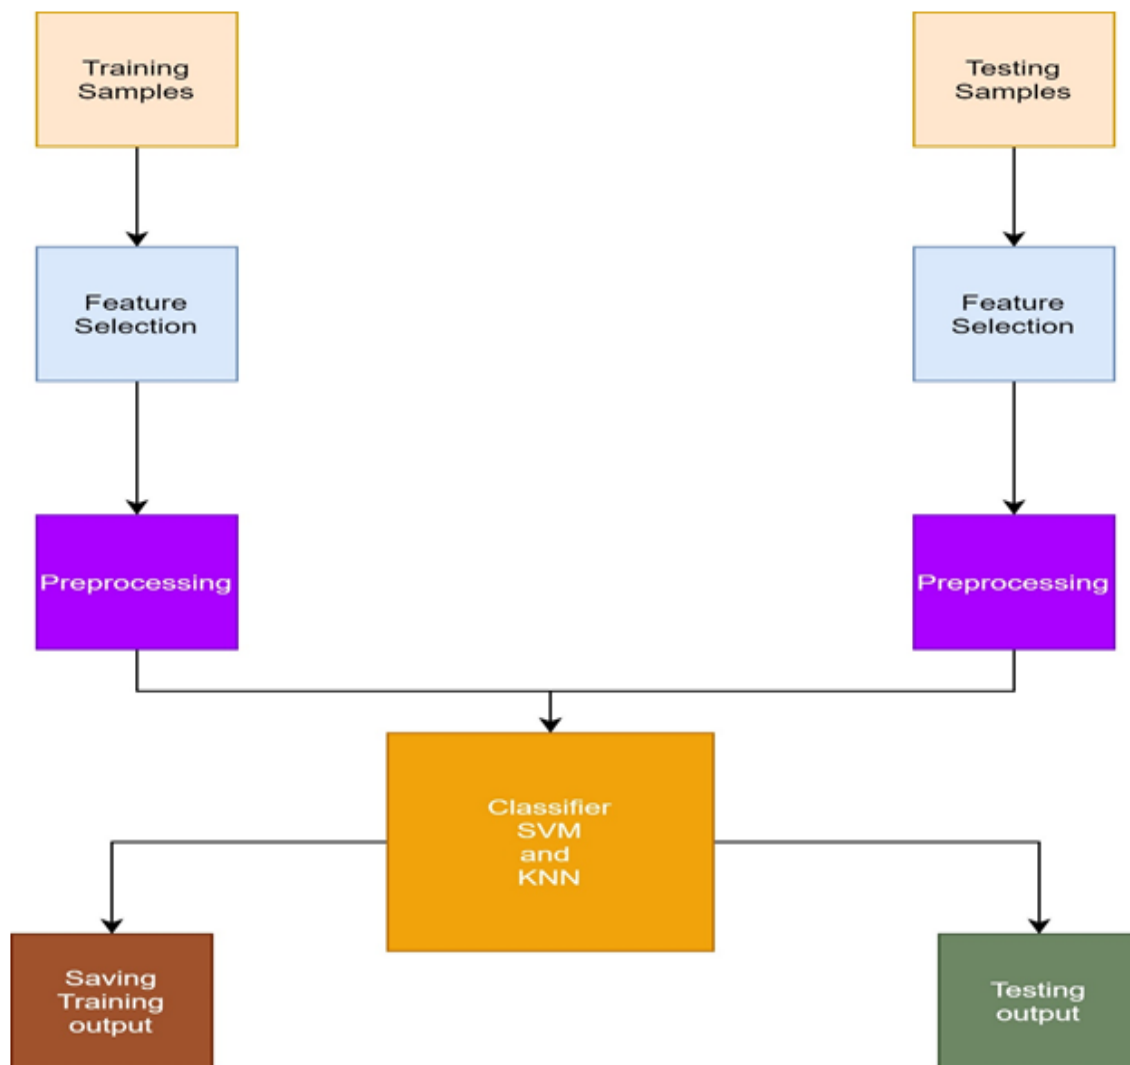 Training
Samples
Testing
Samples
Feature
Selection
Feature
Selection
Preprocessing
Preprocessing
Classifier
SVM
and
KNN
Saving
Training
output
Testing
output